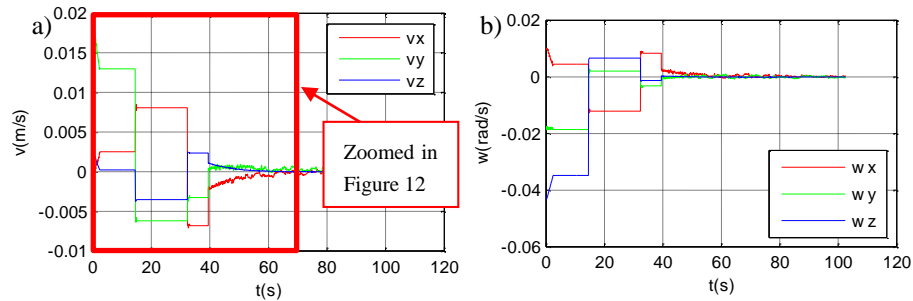 a)
0.02
0.015
0.01
0.005
0
-0.005
-0.01
v(m/s)
0 20 40 60 80 100 120
t(s)
vx
vy
vz
Zoomed in
Figure 12
b)
0.02
0
-0.02
-0.04
-0.06
w(rad/s)
0 20 40 60 80 100 120
t(s)
w x
w y
w z